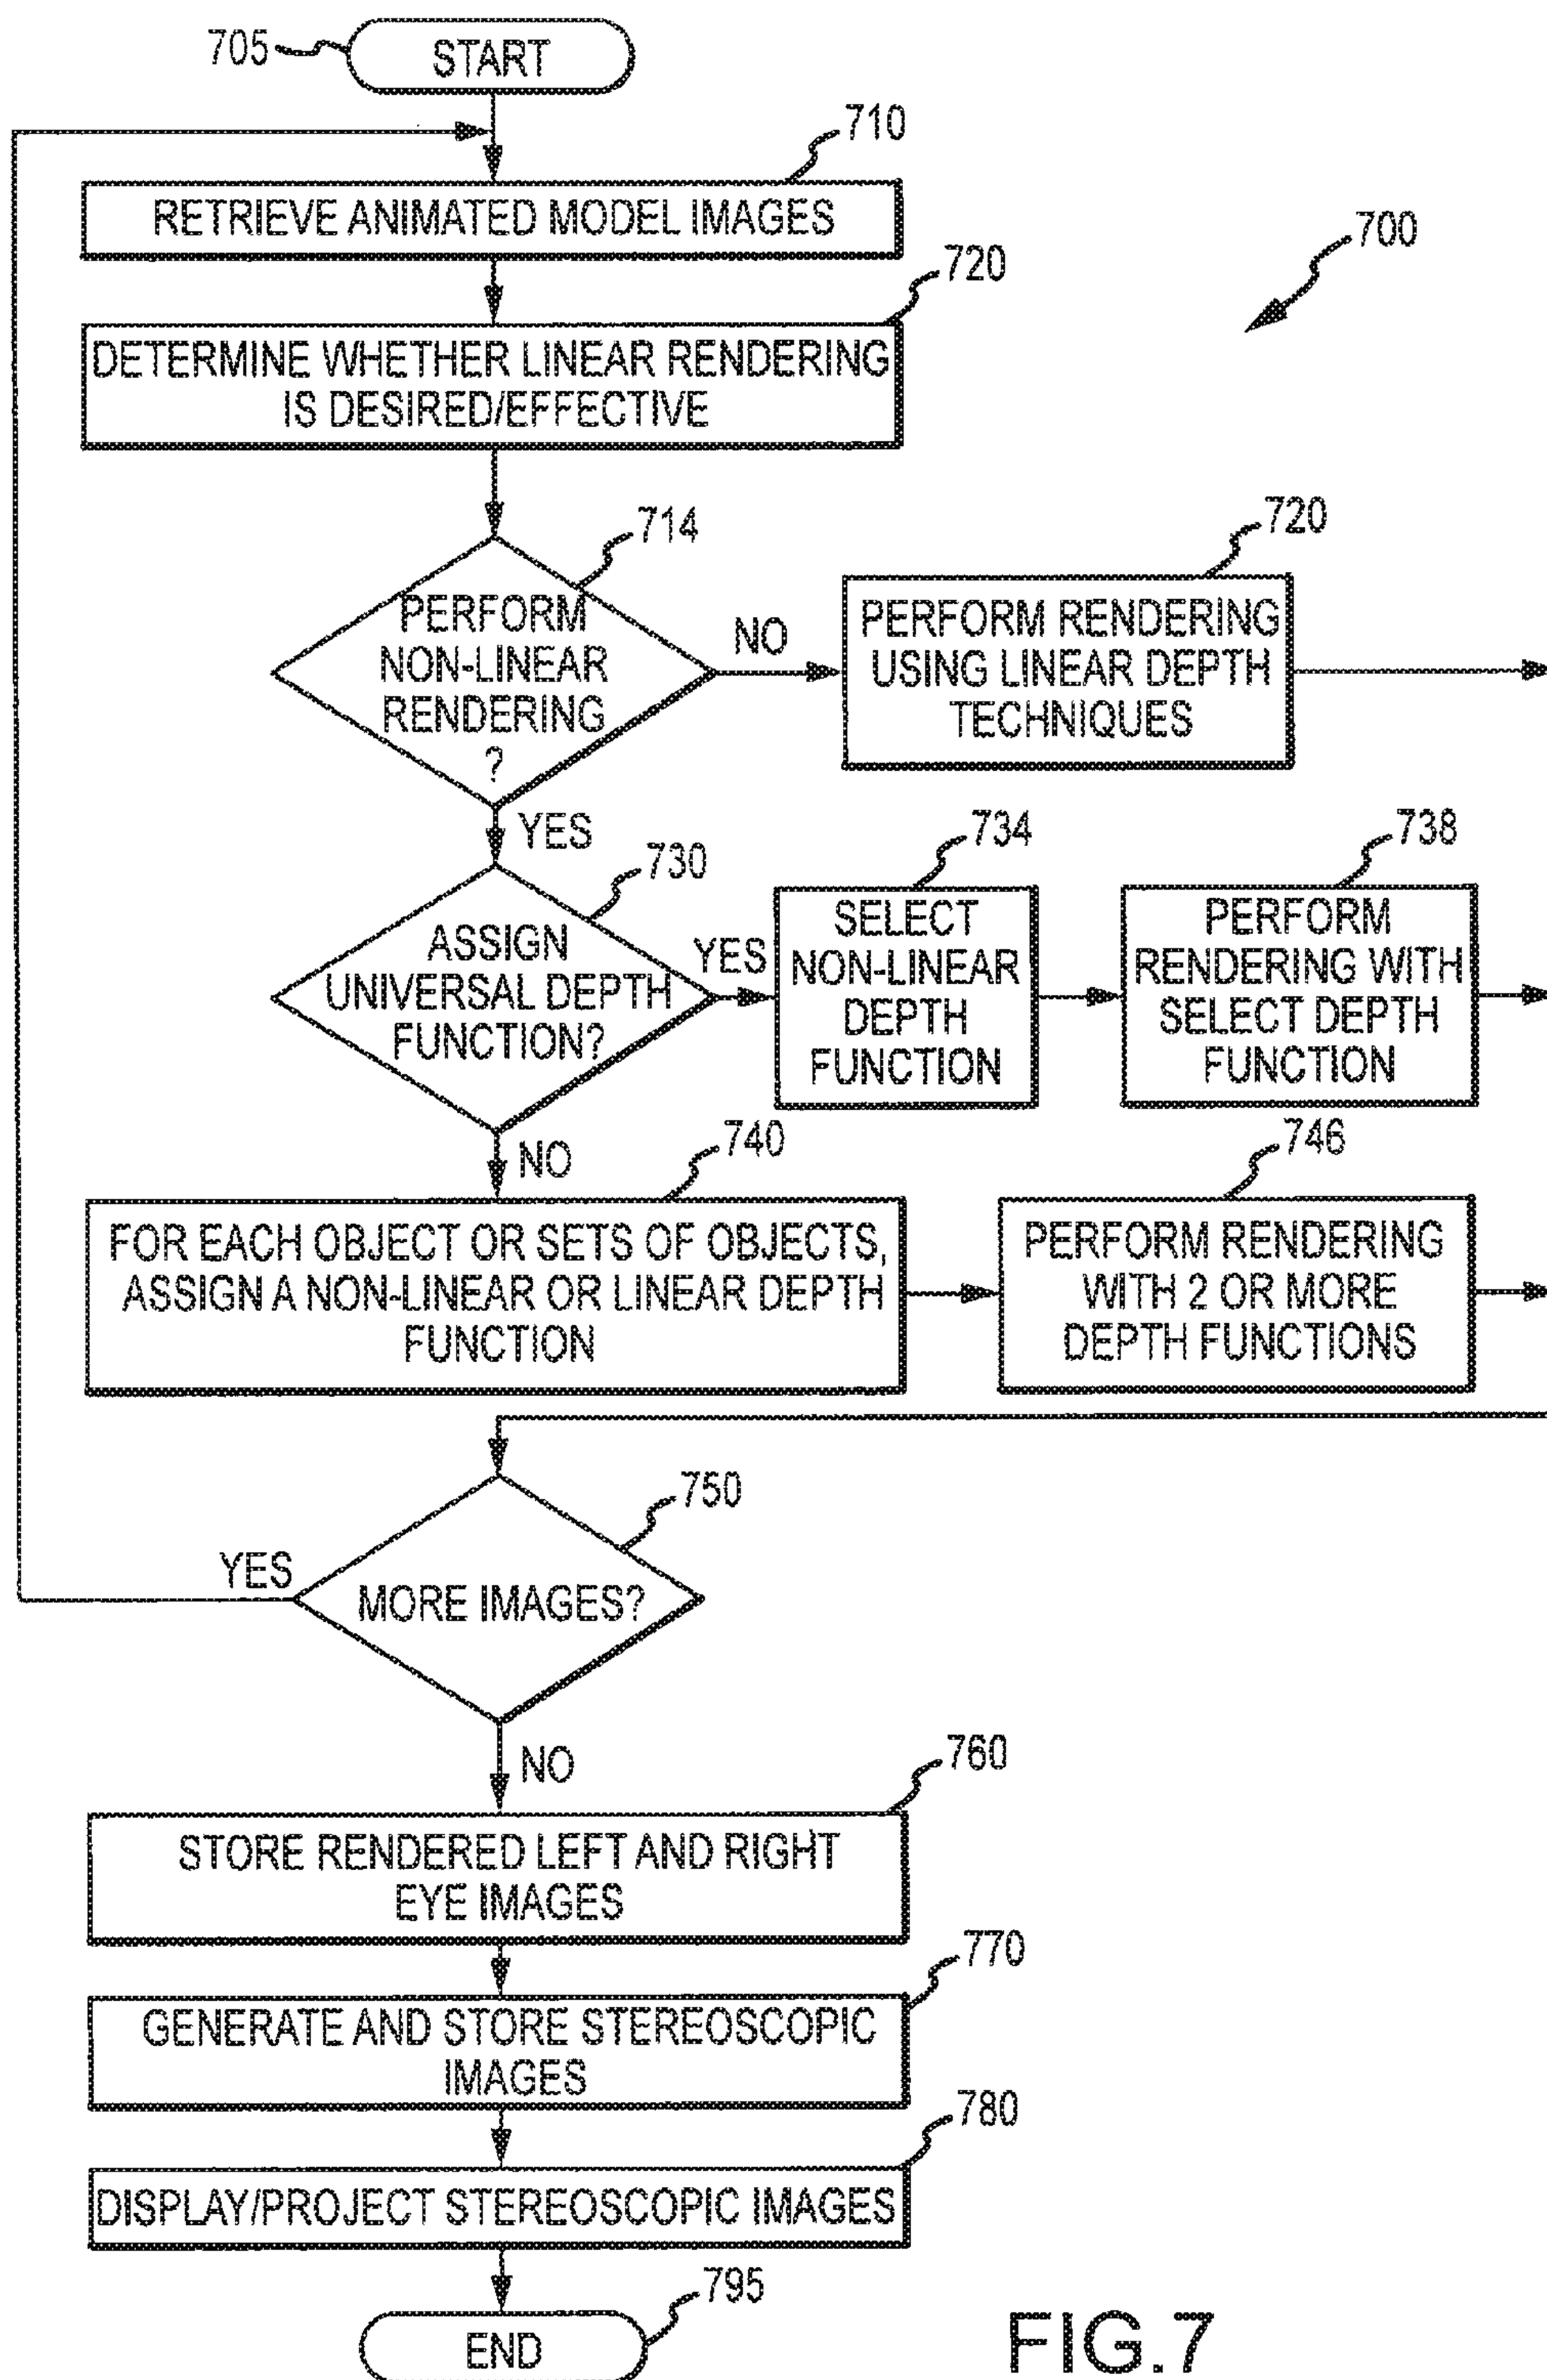 705
START
710
RETRIEVE ANIMATED MODEL IMAGES
700
720
DETERMINE WHETHER LINEAR RENDERING
IS DESIRED/EFFECTIVE
714
PERFORM
NON-LINEAR
RENDERING
?
NO
720
PERFORM RENDERING
USING LINEAR DEPTH
TECHNIQUES
YES
730
ASSIGN
UNIVERSAL DEPTH
FUNCTION?
YES
734
SELECT
NON-LINEAR
DEPTH
FUNCTION
738
PERFORM
RENDERING WITH
SELECT DEPTH
FUNCTION
NO
740
FOR EACH OBJECT OR SETS OF OBJECTS,
ASSIGN A NON-LINEAR OR LINEAR DEPTH
FUNCTION
746
PERFORM RENDERING
WITH 2 OR MORE
DEPTH FUNCTIONS
750
YES
MORE IMAGES?
NO
760
STORE RENDERED LEFT AND RIGHT
EYE IMAGES
770
GENERATE AND STORE STEREOSCOPIC
IMAGES
780
DISPLAY/PROJECT STEREOSCOPIC IMAGES
795
END
FIG.7